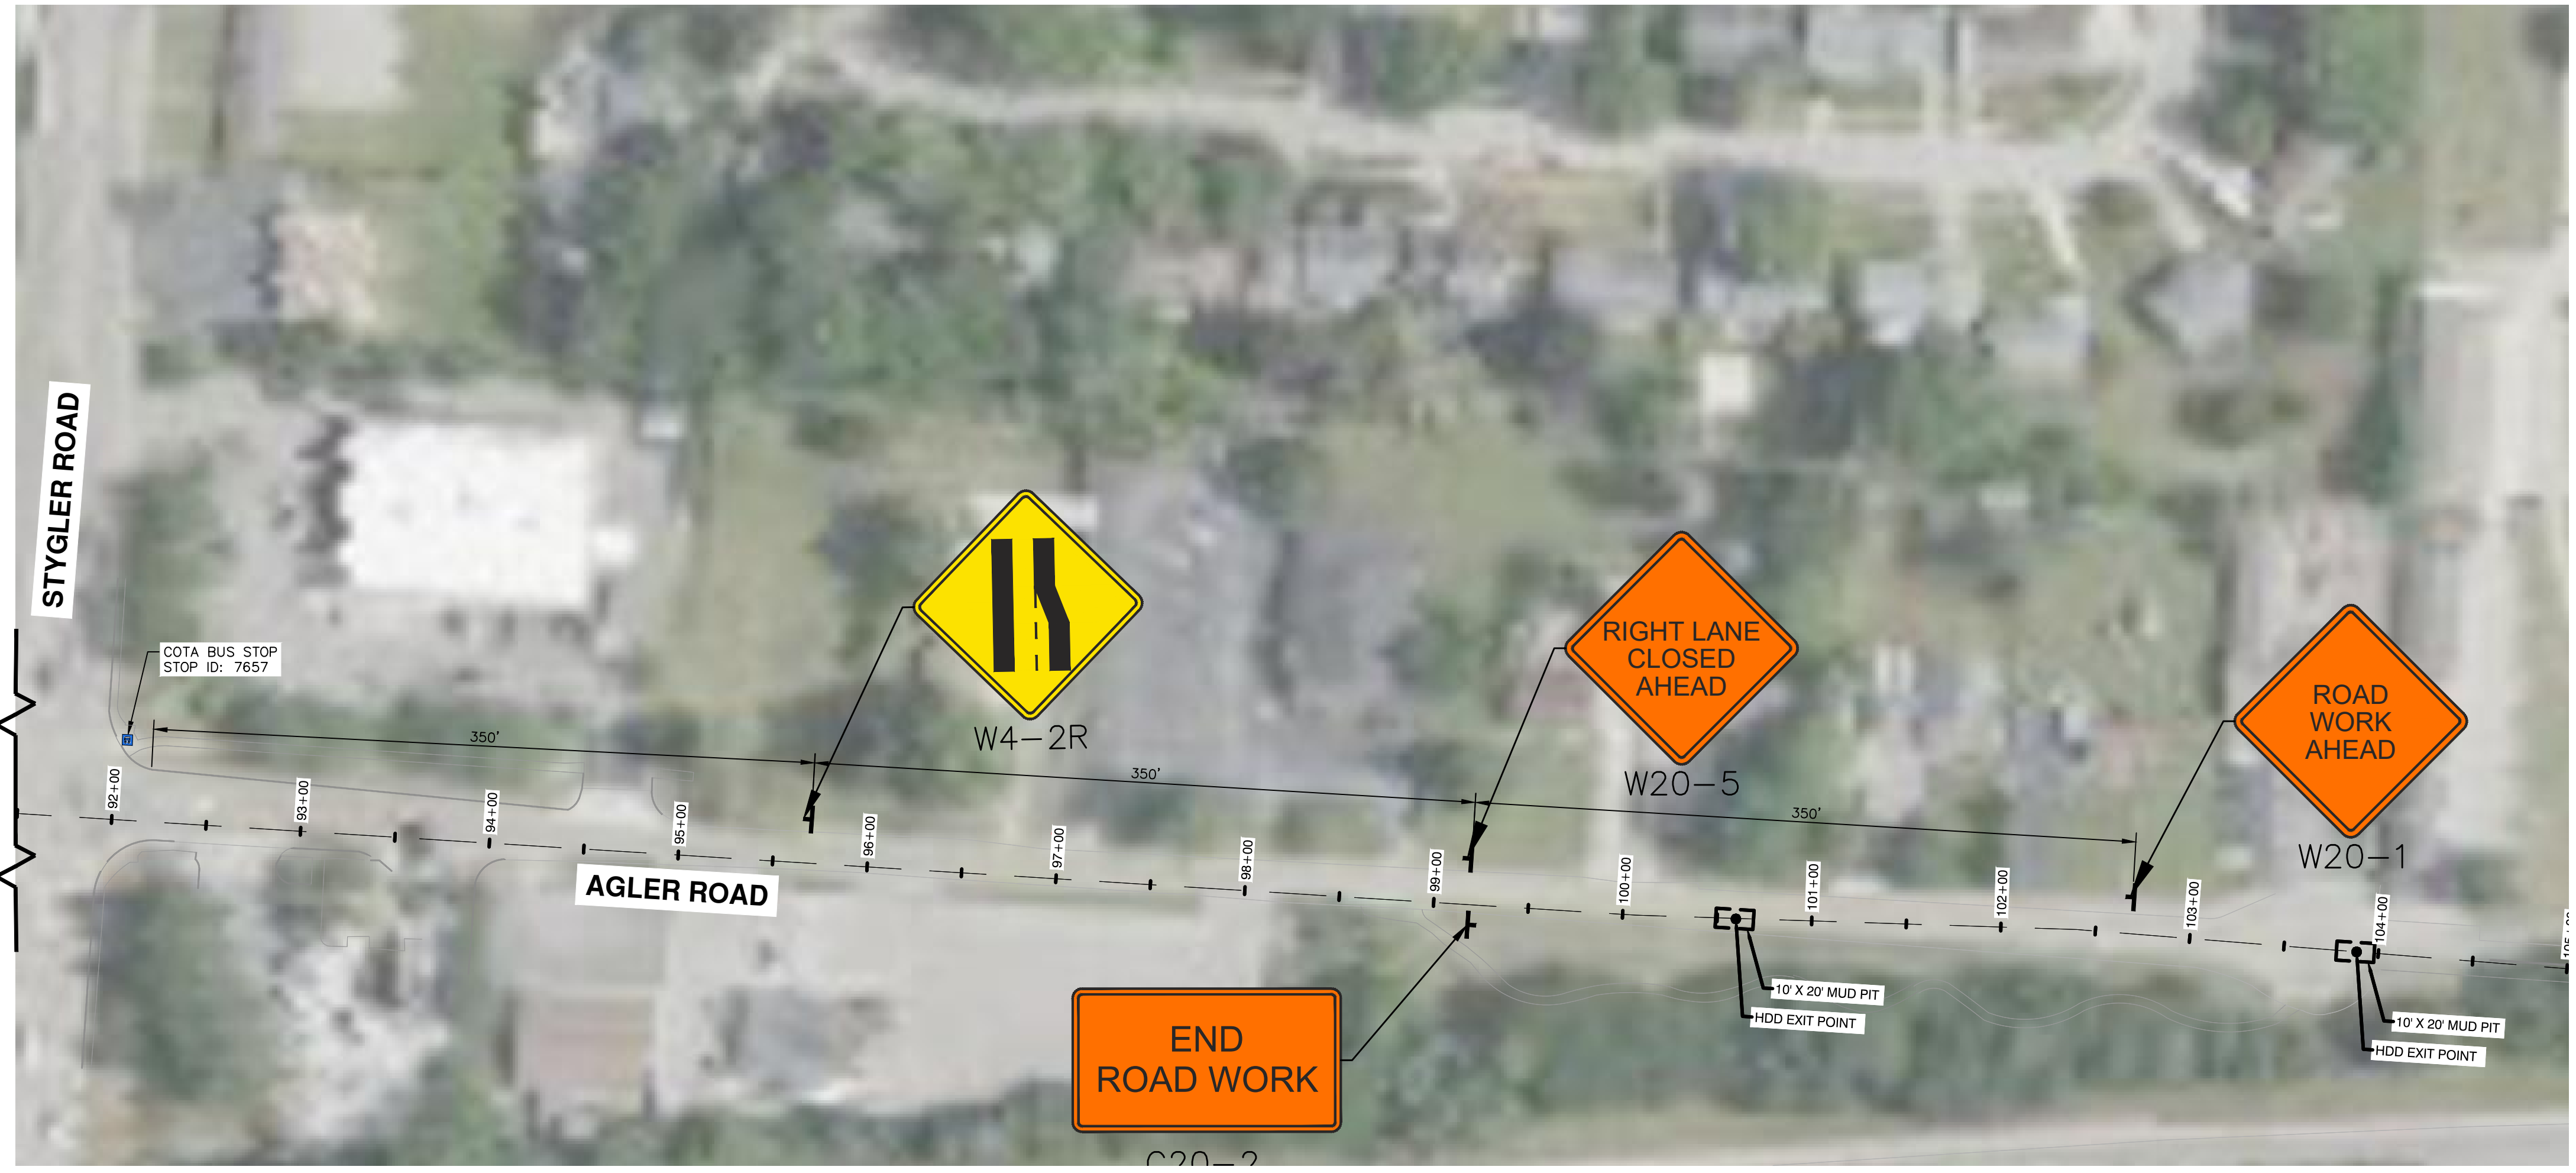 STYGLER ROAD
COTA BUS STOP
STOP ID: 7657
350'
W4-2R
350'
RIGHT LANE
CLOSED
AHEAD
W20-5
350'
ROAD
WORK
AHEAD
W20-1
92+00
93+00
94+00
95+00
96+00
97+00
98+00
99+00
100+00
101+00
102+00
103+00
104+00
AGLER ROAD
10' X 20' MUD PIT
HDD EXIT POINT
10' X 20' MUD PIT
HDD EXIT POINT
END
ROAD WORK